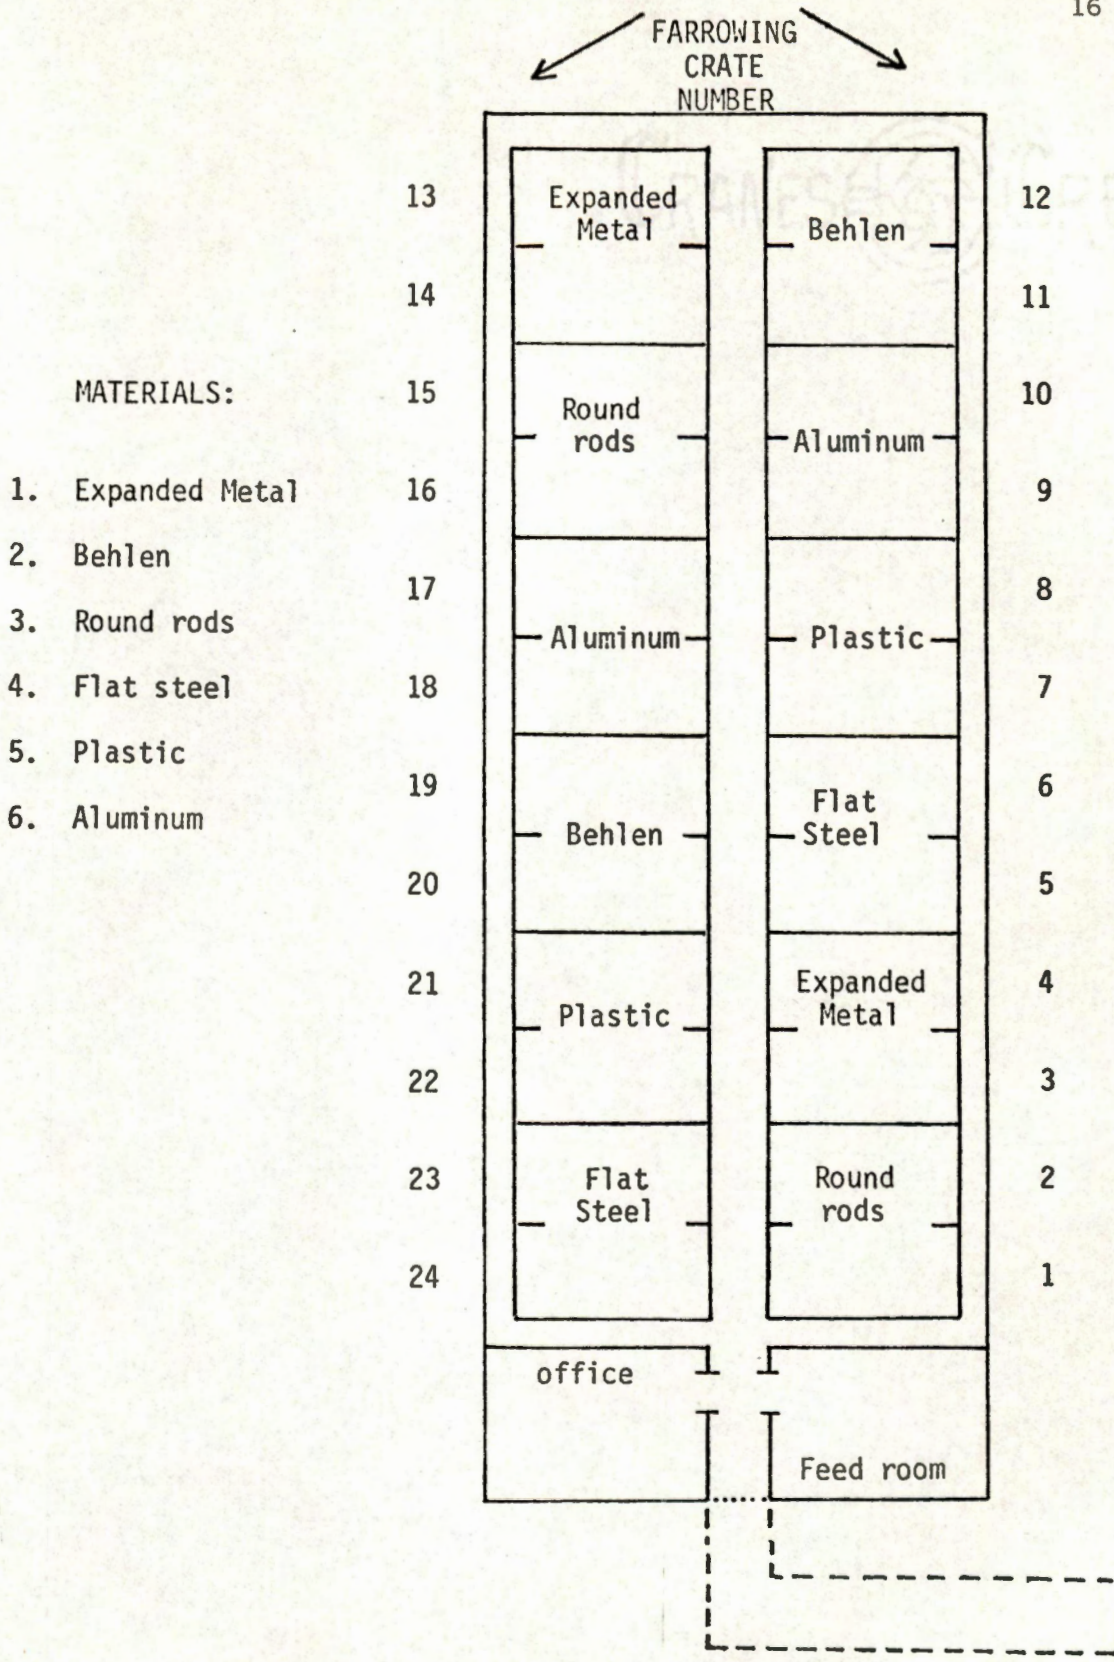 16
FARROWING
CRATE
NUMBER
13
Expanded
Metal
Behlen
12
14
11
MATERIALS:
15
Round
rods
Aluminum
10
1. Expanded Metal
16
9
2. Behlen
17
8
3. Round rods
Aluminum
Plastic
4. Flat steel
18
7
5. Plastic
19
Flat
Steel
6
6. Aluminum
Behlen
20
5
21
Plastic
Expanded
Metal
4
22
3
23
Flat
Steel
Round
rods
2
24
1
office
Feed room